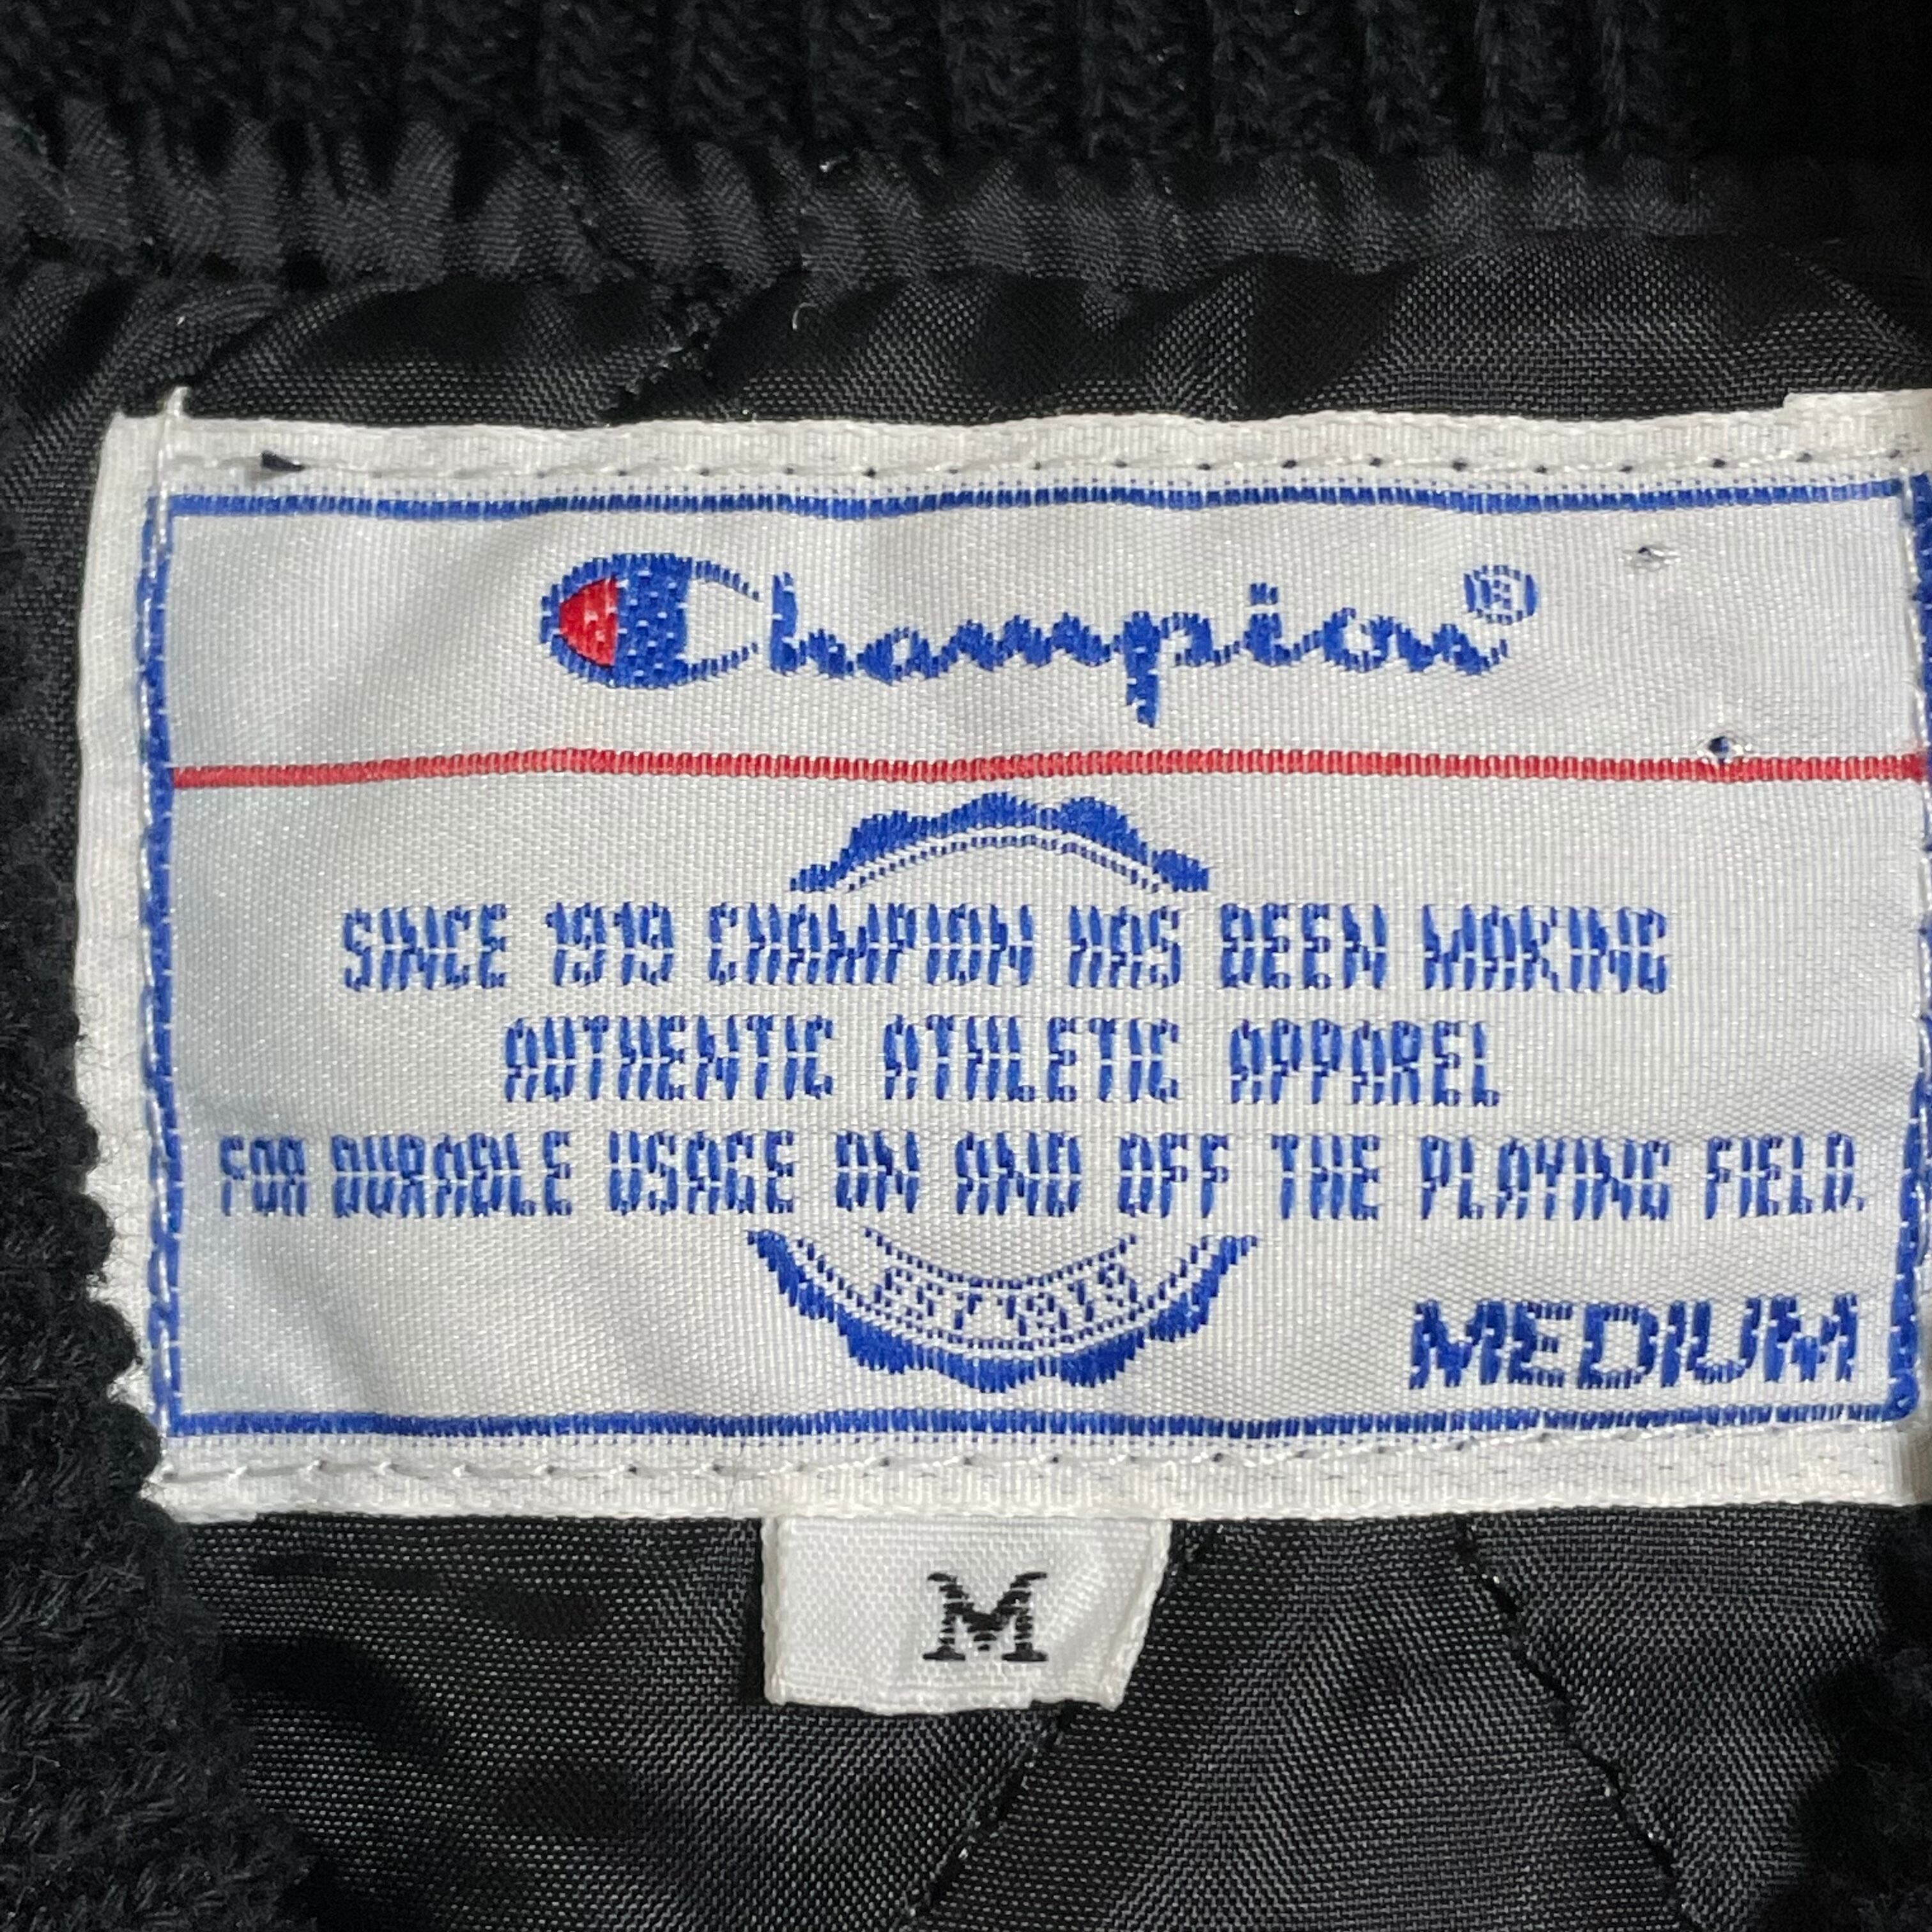 Champion®
SINCE 1919 CHAMPION HAS BEEN MAKING
AUTHENTIC ATHLETIC APPAREL
FOR DURABLE USAGE ON AND OFF THE PLAYING FIELD.
EST 1919
MEDIUM
M